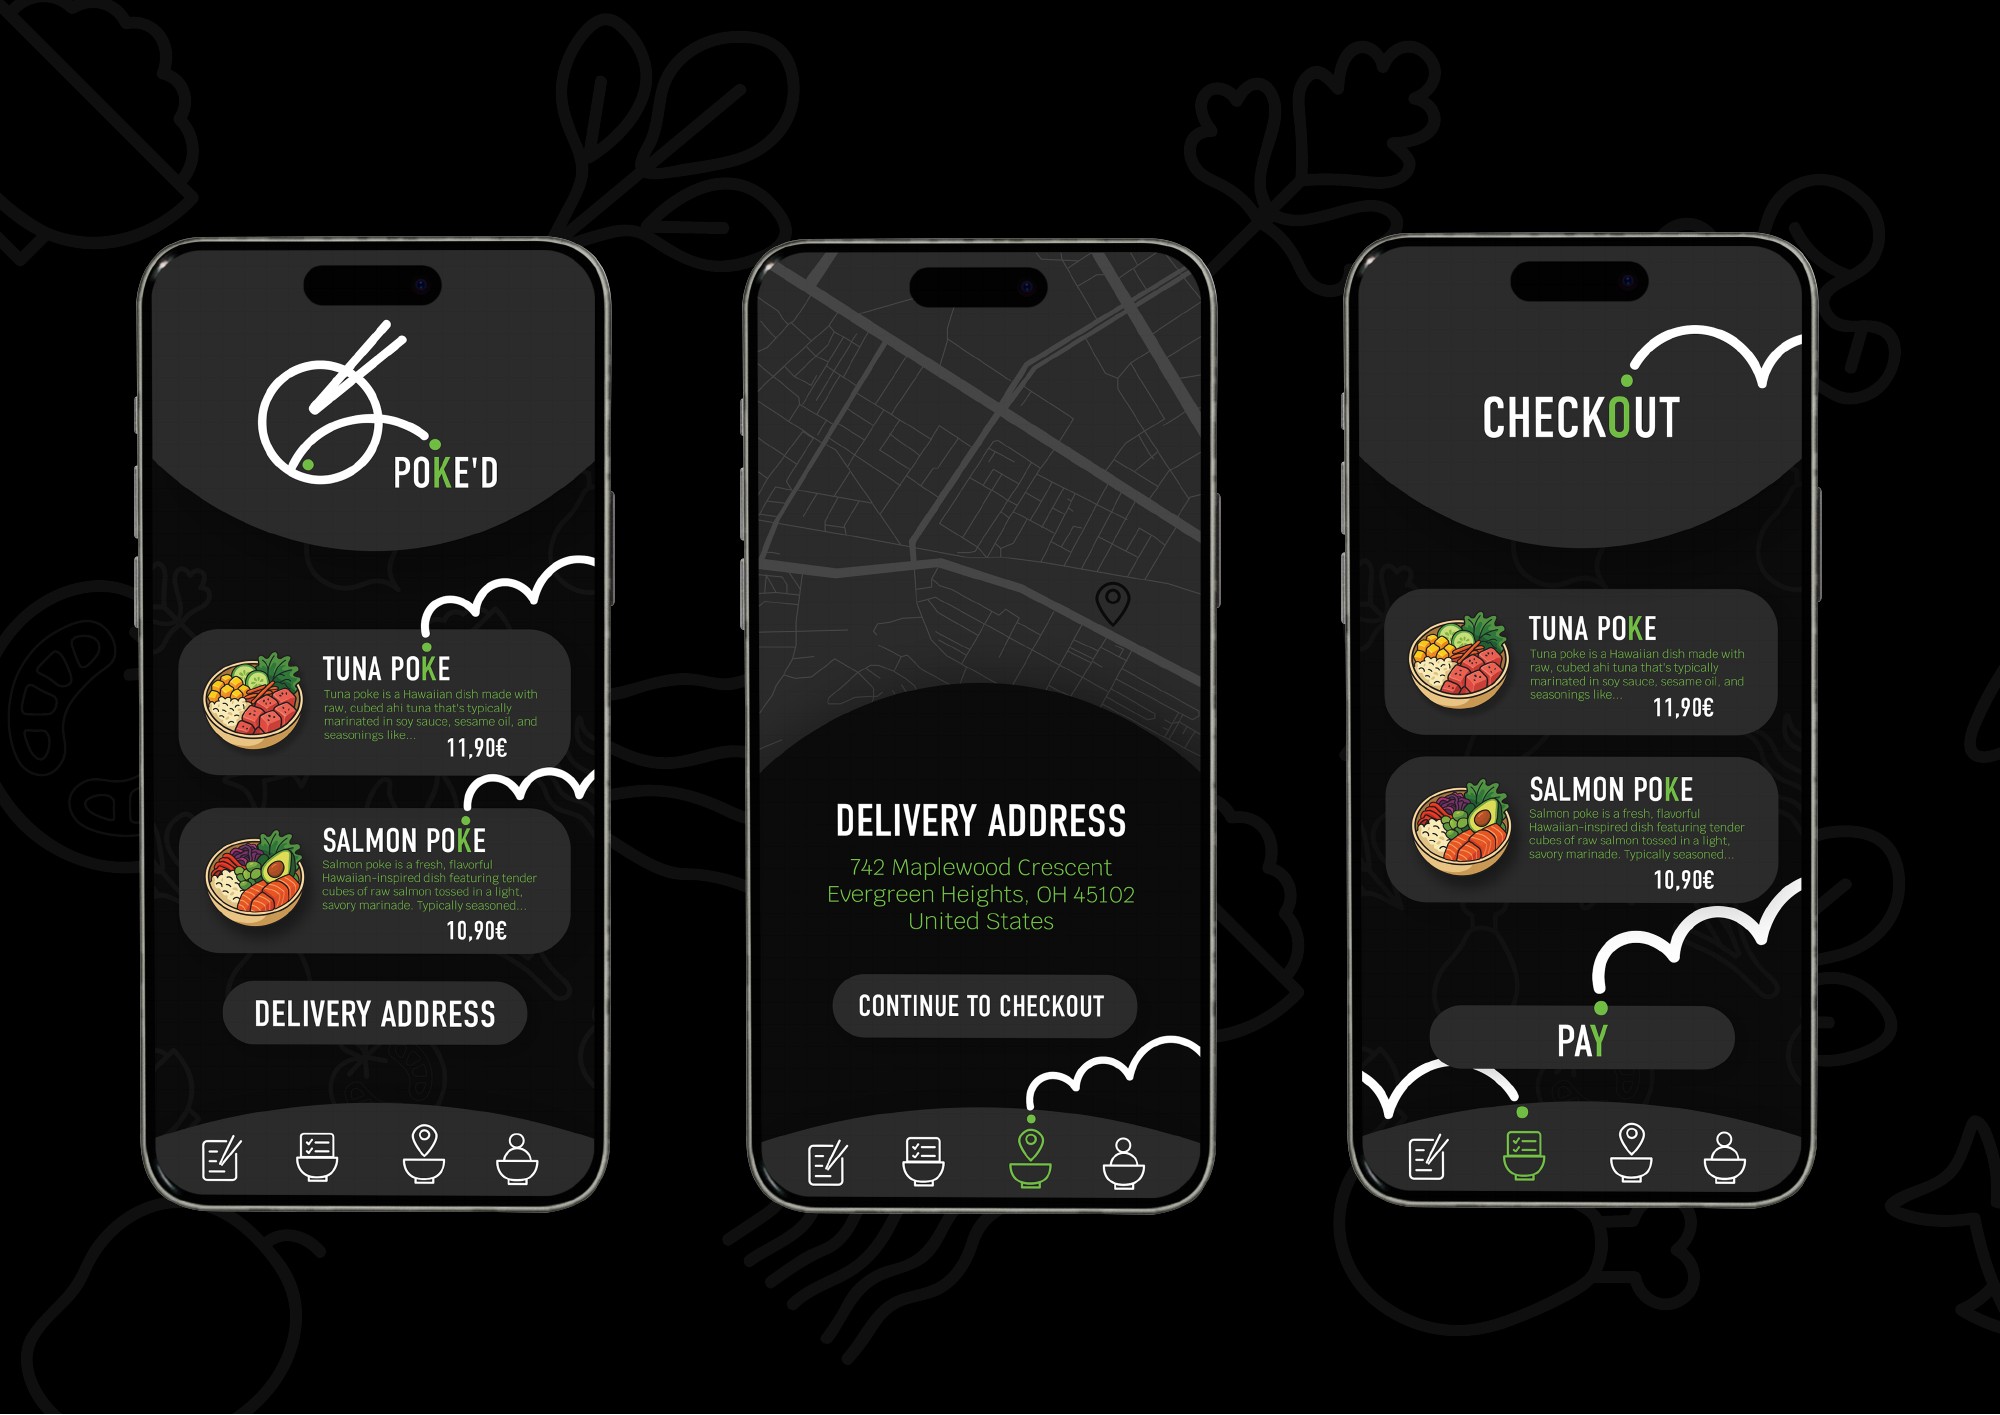 POKE'D
TUNA POKE
Tuna poke is a Hawaiian dish made with
raw, cubed ahi tuna that's typically
marinated in soy sauce, sesame oil, and
seasonings like...
11,90€
SALMON POKE
Salmon poke is a fresh, flavorful
Hawaiian-inspired dish featuring tender
cubes of raw salmon tossed in a light,
savory marinade. Typically seasoned...
10,90€
DELIVERY ADDRESS
DELIVERY ADDRESS
742 Maplewood Crescent
Evergreen Heights, OH 45102
United States
CONTINUE TO CHECKOUT
CHECKOUT
TUNA POKE
Tuna poke is a Hawaiian dish made with
raw, cubed ahi tuna that's typically
marinated in soy sauce, sesame oil, and
seasonings like...
11,90€
SALMON POKE
Salmon poke is a fresh, flavorful
Hawaiian-inspired dish featuring tender
cubes of raw salmon tossed in a light,
savory marinade. Typically seasoned...
10,90€
PAY